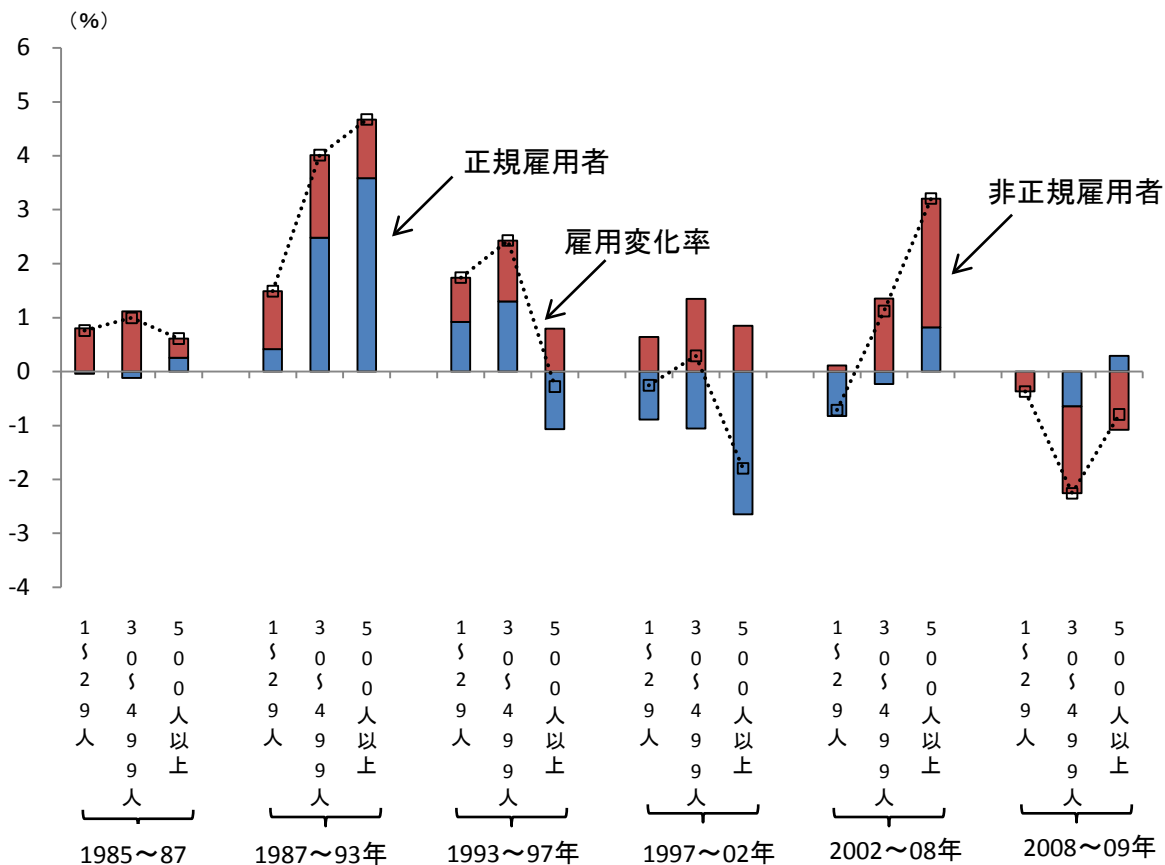 （%）
6
5
4
3
2
1
0
-1
-2
-3
-4
正規雇用者
雇用変化率
非正規雇用者
1～29人
30～499人
500人以上
1～29人
30～499人
500人以上
1～29人
30～499人
500人以上
1～29人
30～499人
500人以上
1～29人
30～499人
500人以上
1～29人
30～499人
500人以上
1985～87
1987～93年
1993～97年
1997～02年
2002～08年
2008～09年